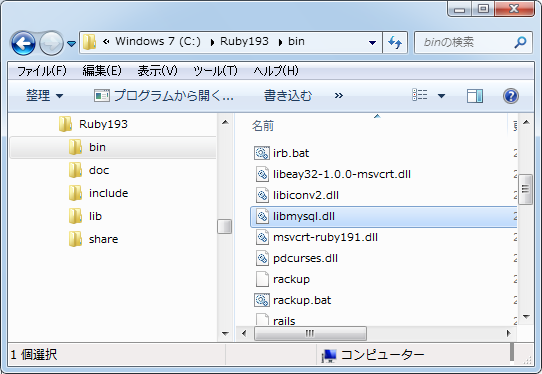 « Windows 7 (C:) ▸ Ruby193 ▸ bin
binの検索
ファイル(F) 編集(E) 表示(V) ツール(T) ヘルプ(H)
整理 プログラムから開く... 書き込む »
Ruby193
bin
doc
include
lib
share
名前
irb.bat
libeay32-1.0.0-msvcrt.dll
libiconv2.dll
libmysql.dll
msvcrt-ruby191.dll
pdcurses.dll
rackup
rackup.bat
rails
1 個選択
コンピューター